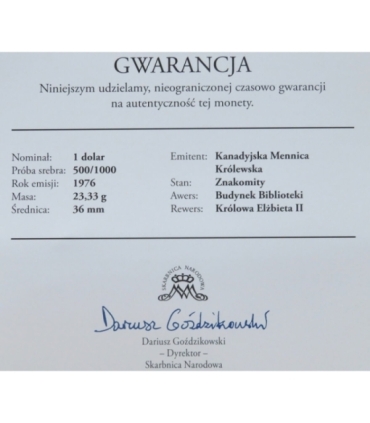 GWARANCJA
Niniejszym udzielamy, nieograniczonej czasowo gwarancji
na autentyczność tej monety.
Nominał: 1 dolar
Próba srebra: 500/1000
Rok emisji: 1976
Masa: 23,33 g
Średnica: 36 mm
Emitent: Kanadyjska Mennica
Królewska
Stan: Znakomity
Awers: Budynek Biblioteki
Rewers: Królowa Elżbieta II
SKARBNICA NARODOWA
Dariusz Goździkowski
Dariusz Goździkowski
– Dyrektor –
Skarbnica Narodowa